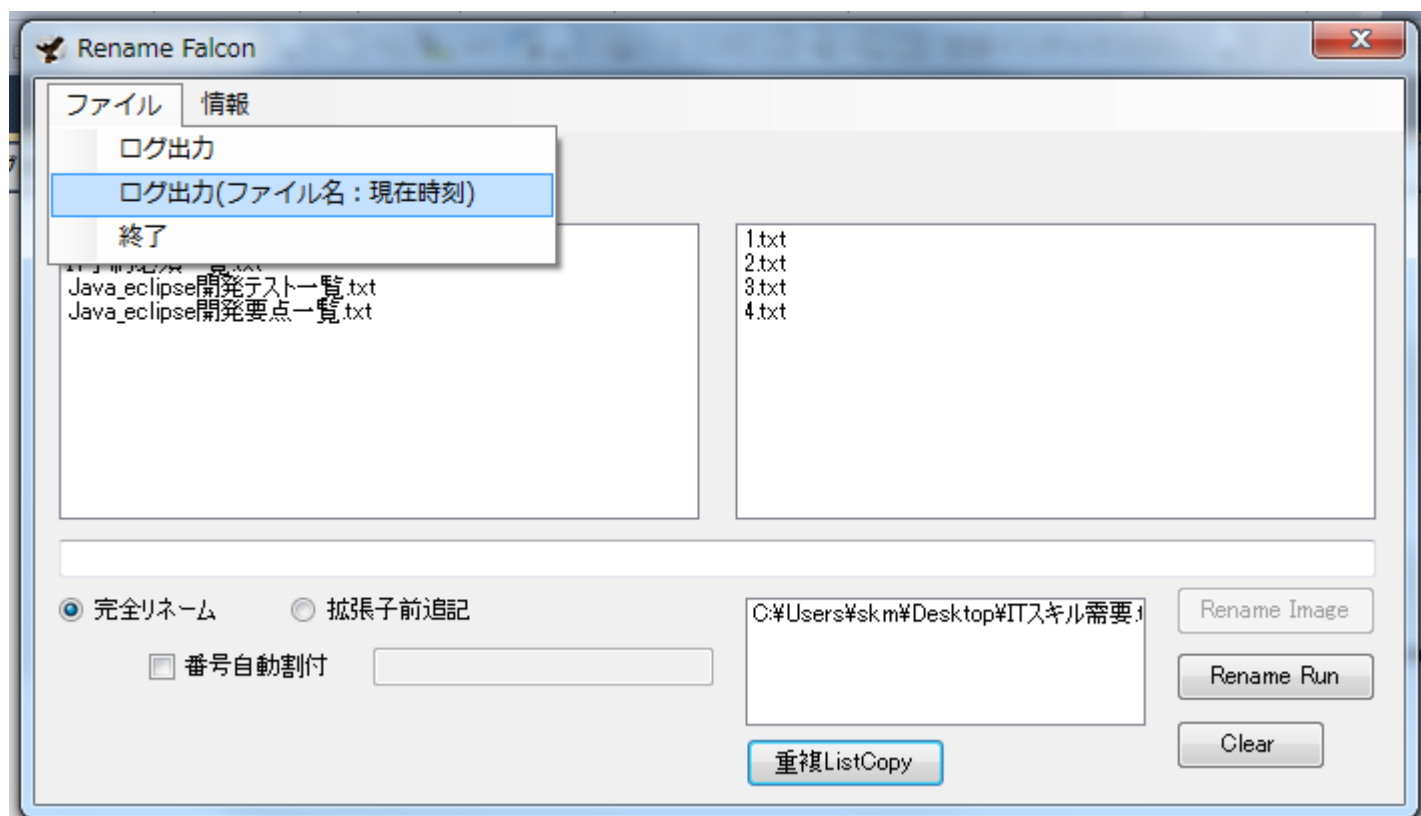 Rename Falcon
X
ファイル 情報
ログ出力
ログ出力(ファイル名：現在時刻)
終了
Java_eclipse開発テスト一覧.txt
Java_eclipse開発要点一覧.txt
1.txt
2.txt
3.txt
4.txt
完全リネーム 拡張子前追記
番号自動割付
C:¥Users¥skm¥Desktop¥ITスキル需要.
重複ListCopy
Rename Image
Rename Run
Clear